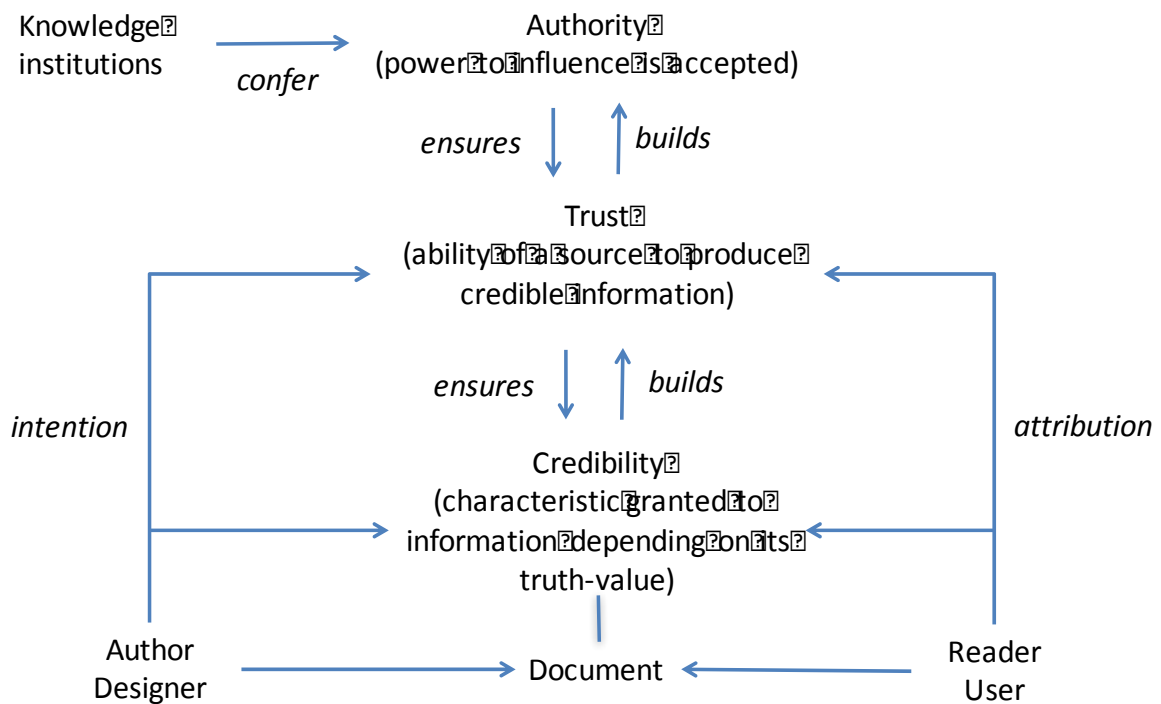 Knowledge
institutions
confer
Authority
(power to influence is accepted)
ensures
builds
Trust
(ability of a source to produce
credible information)
ensures
builds
intention
attribution
Credibility
(characteristic granted to
information depending on its
truth-value)
Author
Designer
Document
Reader
User